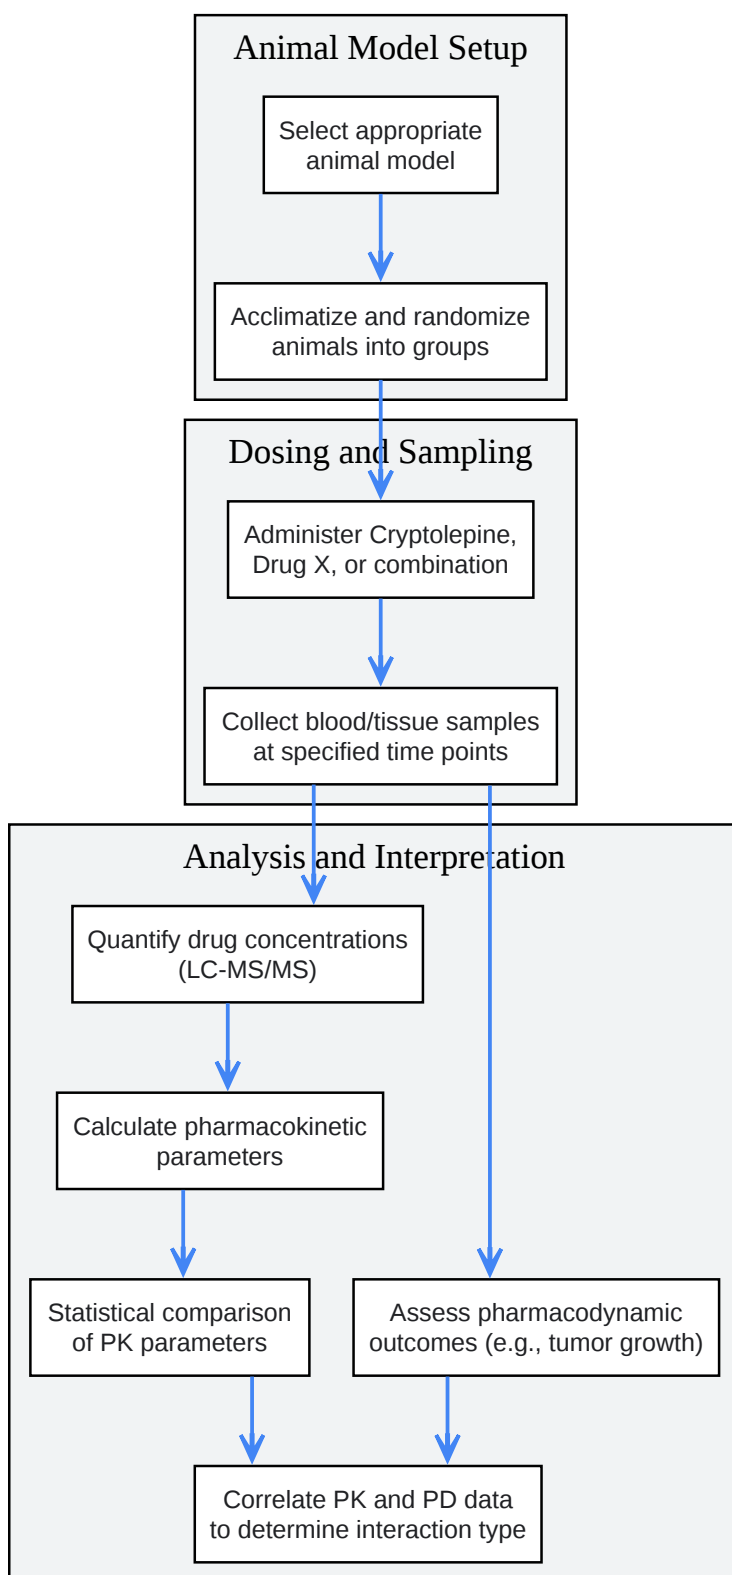 Animal Model Setup
Select appropriate
animal model
Acclimatize and randomize
animals into groups
Dosing and Sampling
Administer Cryptolepine,
Drug X, or combination
Collect blood/tissue samples
at specified time points
Analysis and Interpretation
Quantify drug concentrations
(LC-MS/MS)
Calculate pharmacokinetic
parameters
Statistical comparison
of PK parameters
Assess pharmacodynamic
outcomes (e.g., tumor growth)
Correlate PK and PD data
to determine interaction type